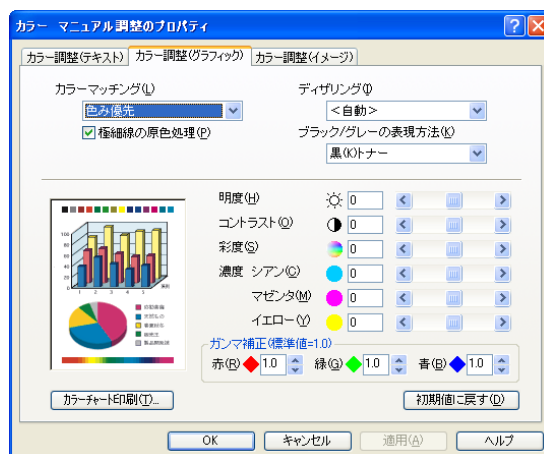 カラー マニュアル調整のプロパティ
カラー調整(テキスト) カラー調整(グラフィック) カラー調整(イメージ)
カラーマッチング(L) ディザリング(I)
色み優先 <自動>
極細線の原色処理(P) ブラック/グレーの表現方法(K)
黒(K)トナー
明度(H) 0
コントラスト(O) 0
彩度(S) 0
濃度 シアン(C) 0
マゼンタ(M) 0
イエロー(Y) 0
ガンマ補正(標準値=1.0)
赤(R) 1.0 緑(G) 1.0 青(B) 1.0
カラーチャート印刷(T)... 初期値に戻す(D)
OK キャンセル 適用(A) ヘルプ